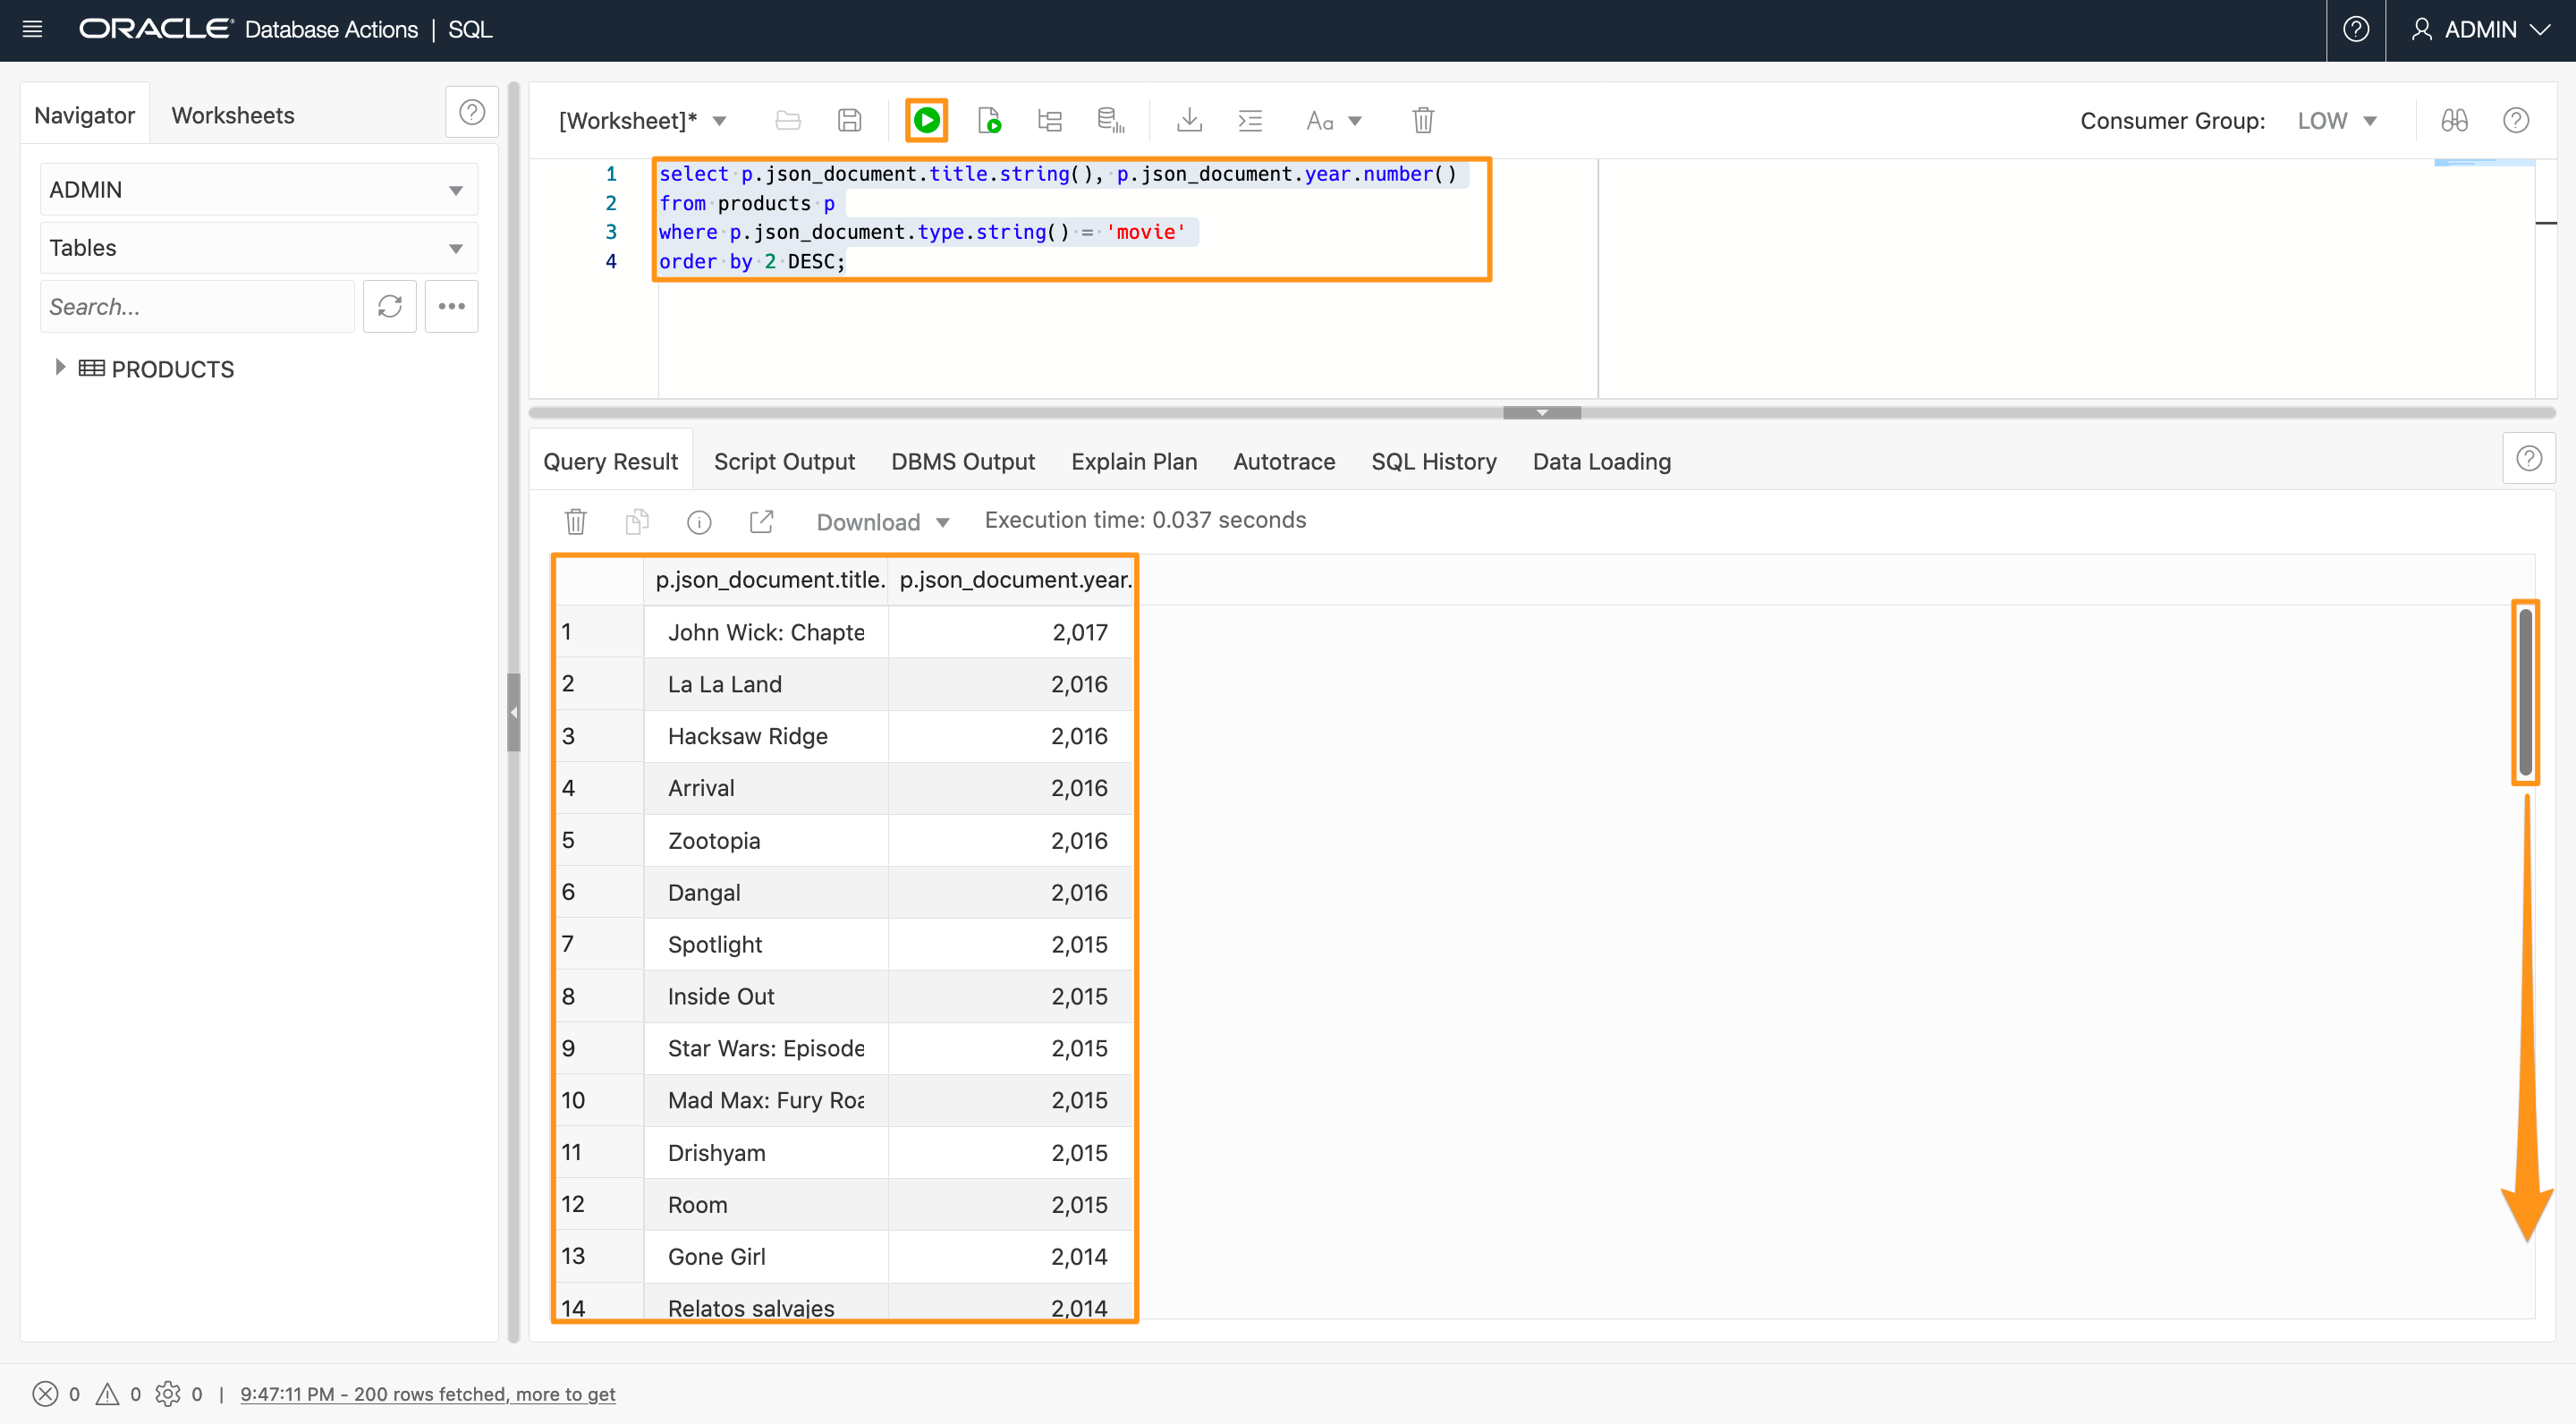 ORACLE Database Actions | SQL
ADMIN
Navigator
Worksheets
ADMIN
Tables
Search...
PRODUCTS
[Worksheet]*
Aa
Consumer Group: LOW
1 select p.json_document.title.string(), p.json_document.year.number()
2 from products p
3 where p.json_document.type.string() = 'movie'
4 order by 2 DESC;
Query Result
Script Output
DBMS Output
Explain Plan
Autotrace
SQL History
Data Loading
Download
Execution time: 0.037 seconds
p.json_document.title. p.json_document.year.
1 John Wick: Chapte 2,017
2 La La Land 2,016
3 Hacksaw Ridge 2,016
4 Arrival 2,016
5 Zootopia 2,016
6 Dangal 2,016
7 Spotlight 2,015
8 Inside Out 2,015
9 Star Wars: Episode 2,015
10 Mad Max: Fury Roa 2,015
11 Drishyam 2,015
12 Room 2,015
13 Gone Girl 2,014
14 Relatos salvajes 2,014
0 0 0 | 9:47:11 PM - 200 rows fetched, more to get